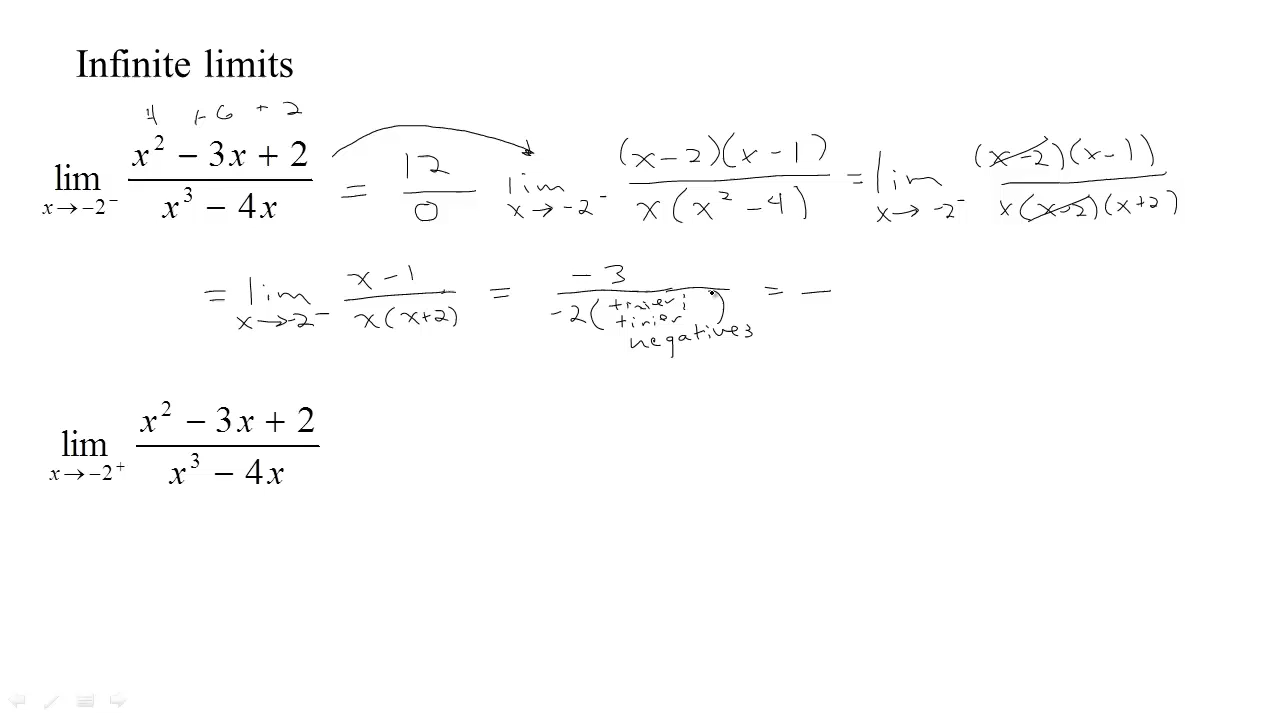 Infinite limits
4 + 6 + 2
lim x→−2⁻ (x² − 3x + 2)/(x³ − 4x) = 12/0 lim x→−2⁻ (x−2)(x−1)/x(x²−4) = lim x→−2⁻ (x−2)(x−1)/x(x−2)(x+2)
= lim x→−2⁻ (x−1)/x(x+2) = −3/−2(tinier; tinier negatives) = —
lim x→−2⁺ (x² − 3x + 2)/(x³ − 4x)